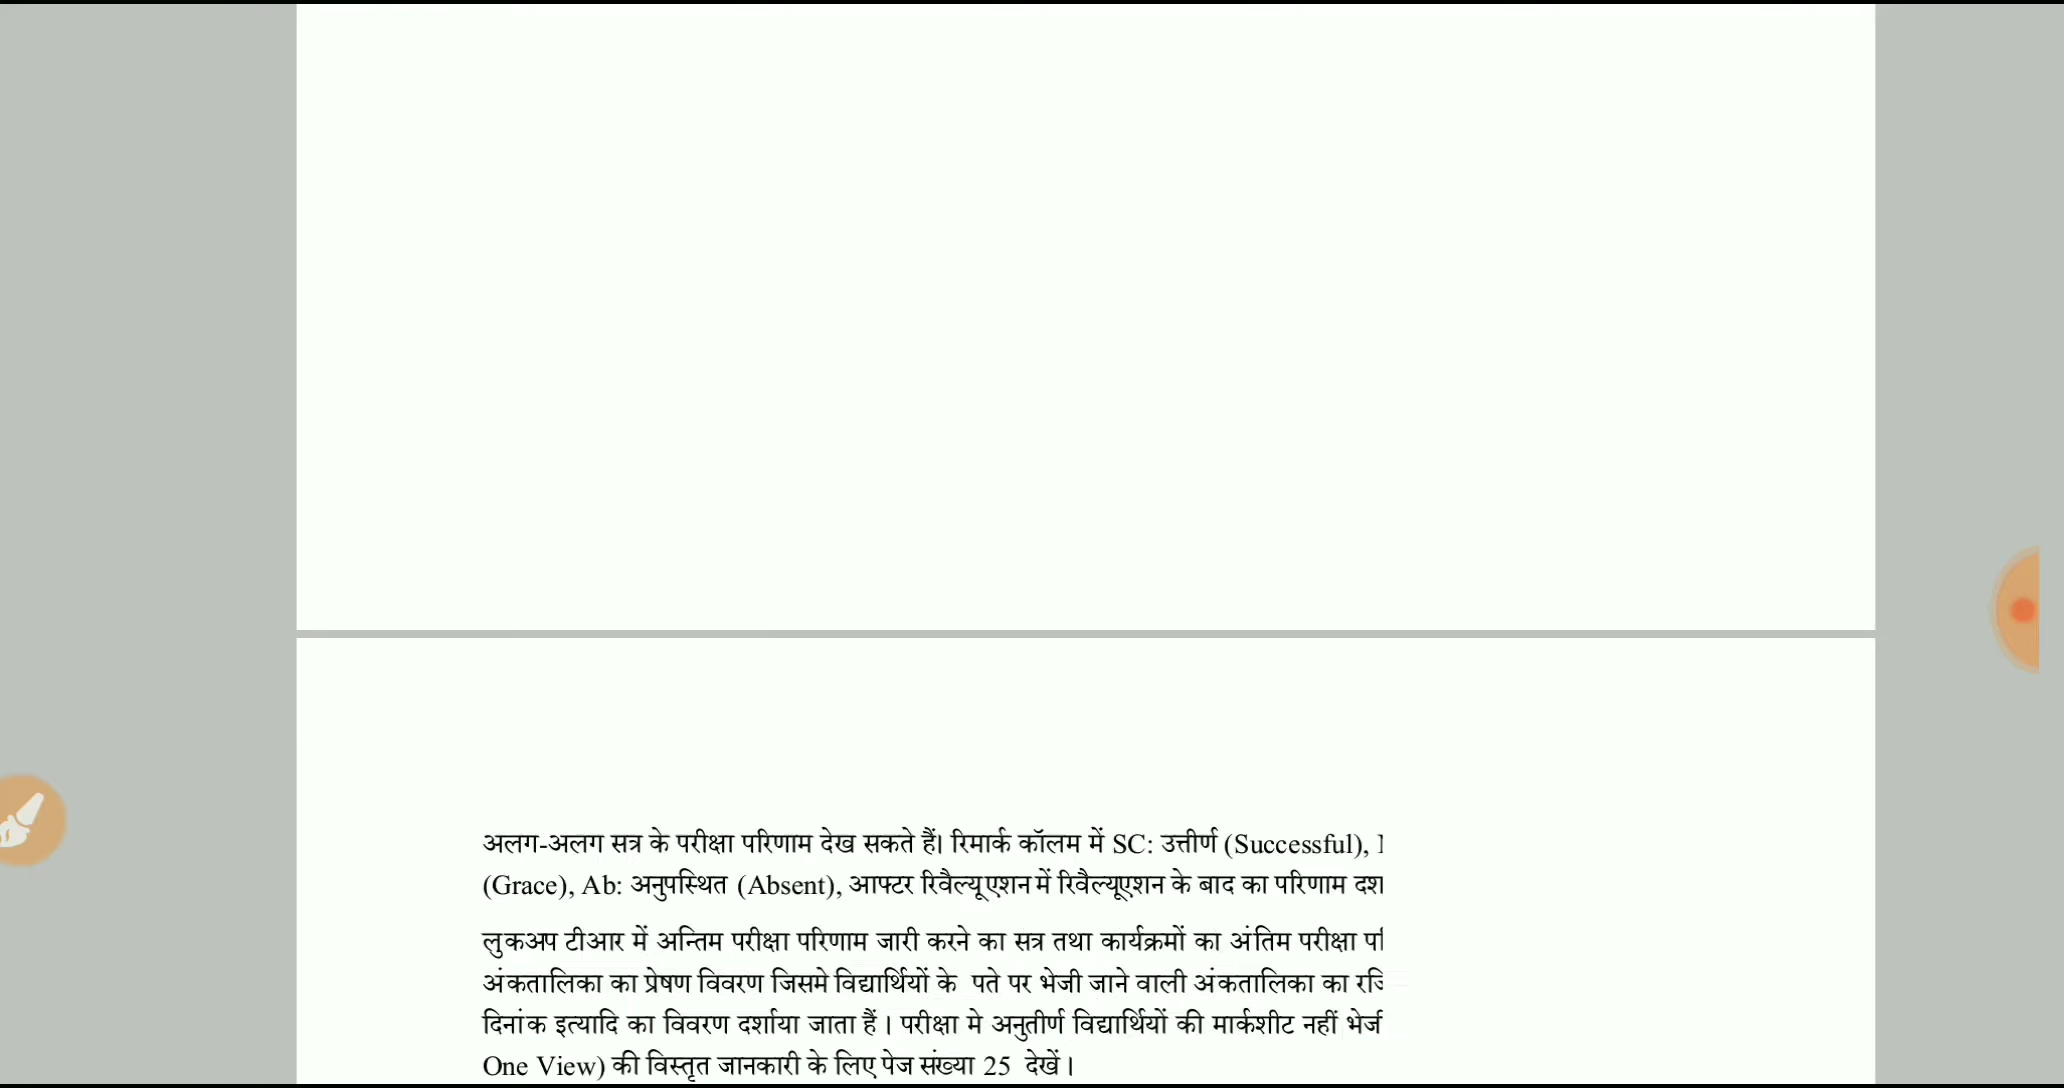 अलग-अलग सत्र के परीक्षा परिणाम देख सकते हैं। रिमार्क कॉलम में SC: उत्तीर्ण (Successful),
(Grace), Ab: अनुपस्थित (Absent), आफ्टर रिवैल्यूएशन में रिवैल्यूएशन के बाद का परिणाम
लुकअप टीआर में अन्तिम परीक्षा परिणाम जारी करने का सत्र तथा कार्यक्रमों का अंतिम परीक्षा
अंकतालिका का प्रेषण विवरण जिसमे विद्यार्थियों के पते पर भेजी जाने वाली अंकतालिका का
दिनांक इत्यादि का विवरण दर्शाया जाता हैं। परीक्षा मे अनुतीर्ण विद्यार्थियों की मार्कशीट नहीं
One View) की विस्तृत जानकारी के लिए पेज संख्या 25 देखें।